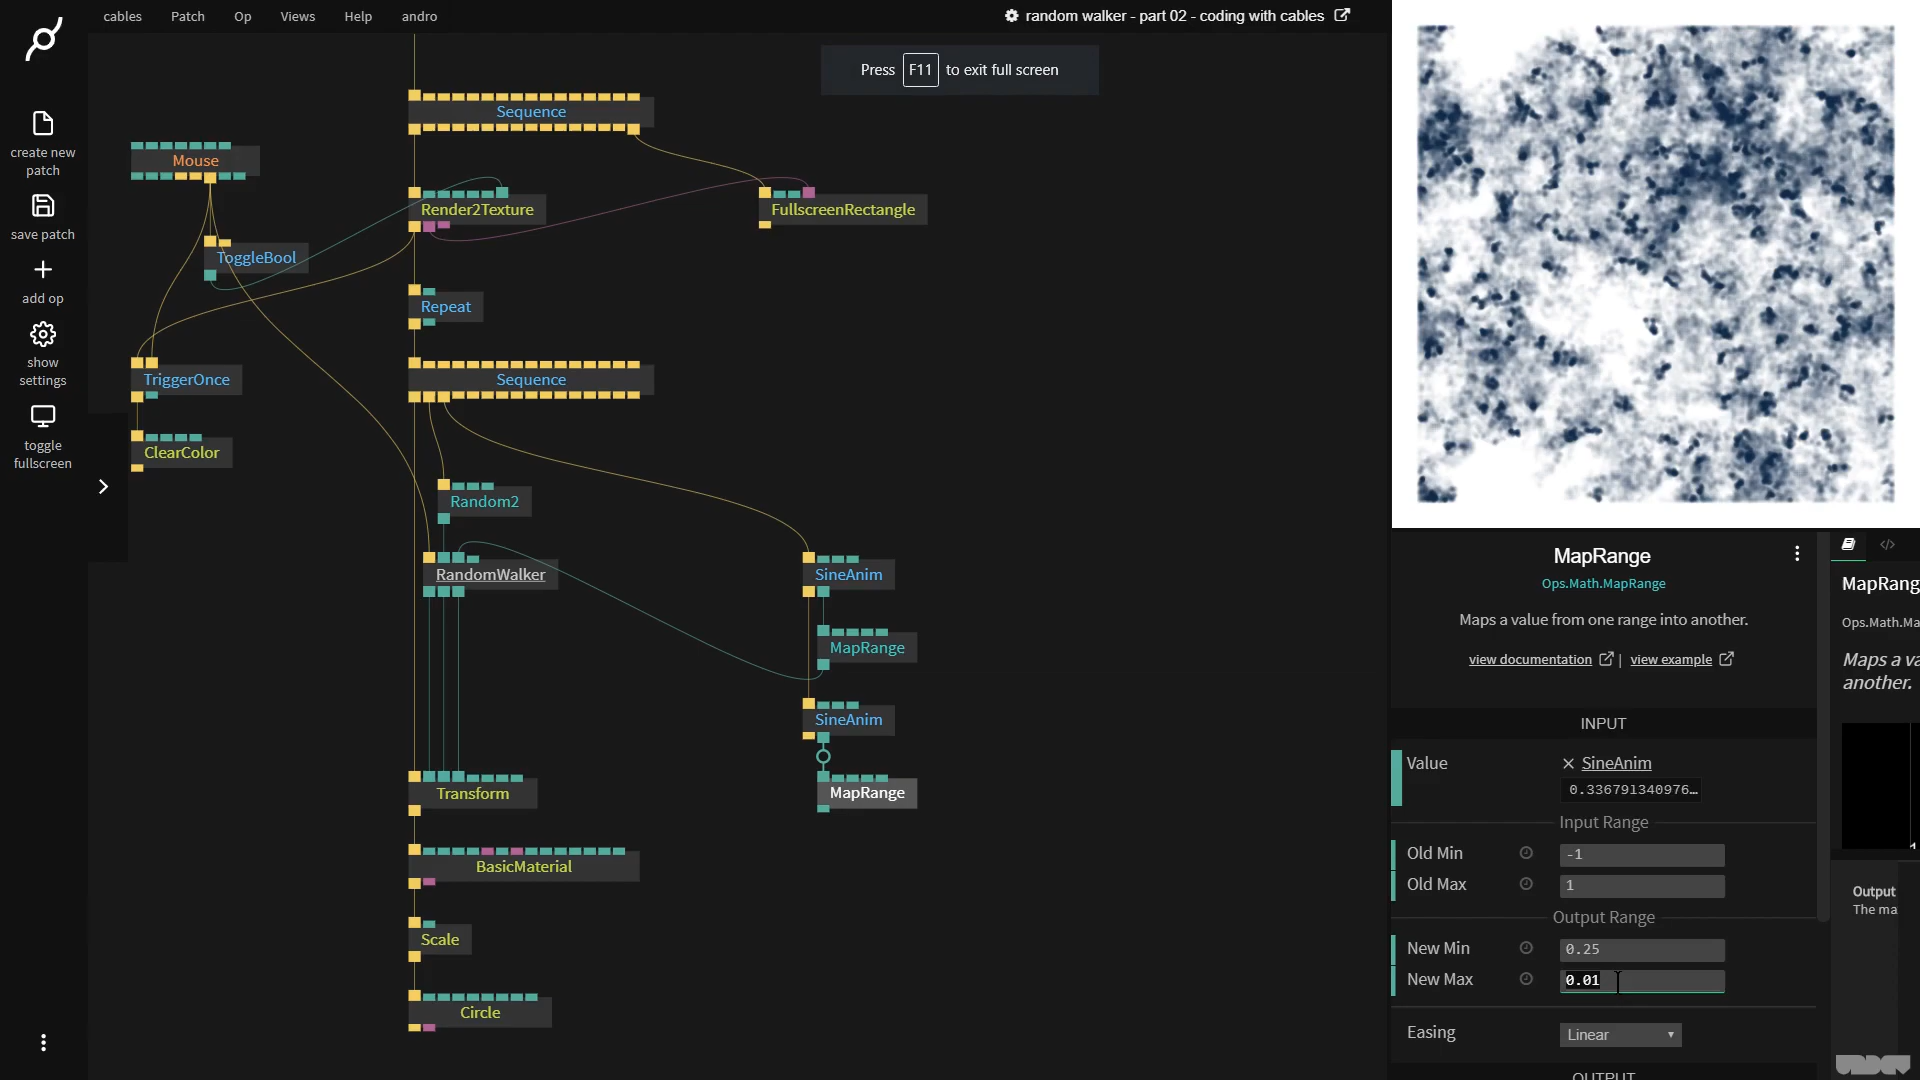 cables Patch Op Views Help andro
random walker - part 02 - coding with cables
Press F11 to exit full screen
create new
patch
save patch
add op
show
settings
toggle
fullscreen
Sequence
Mouse
Render2Texture
FullscreenRectangle
ToggleBool
Repeat
TriggerOnce
Sequence
ClearColor
Random2
RandomWalker
SineAnim
MapRange
SineAnim
Transform
MapRange
BasicMaterial
Scale
Circle
MapRange
Ops.Math.MapRange
Maps a value from one range into another.
view documentation | view example
INPUT
Value
× SineAnim
0.336791340976…
Input Range
Old Min -1
Old Max 1
Output Range
New Min 0.25
New Max 0.01
Easing Linear
OUTPUT
MapRang
Ops.Math.Ma
Maps a va
another.
Output
The ma